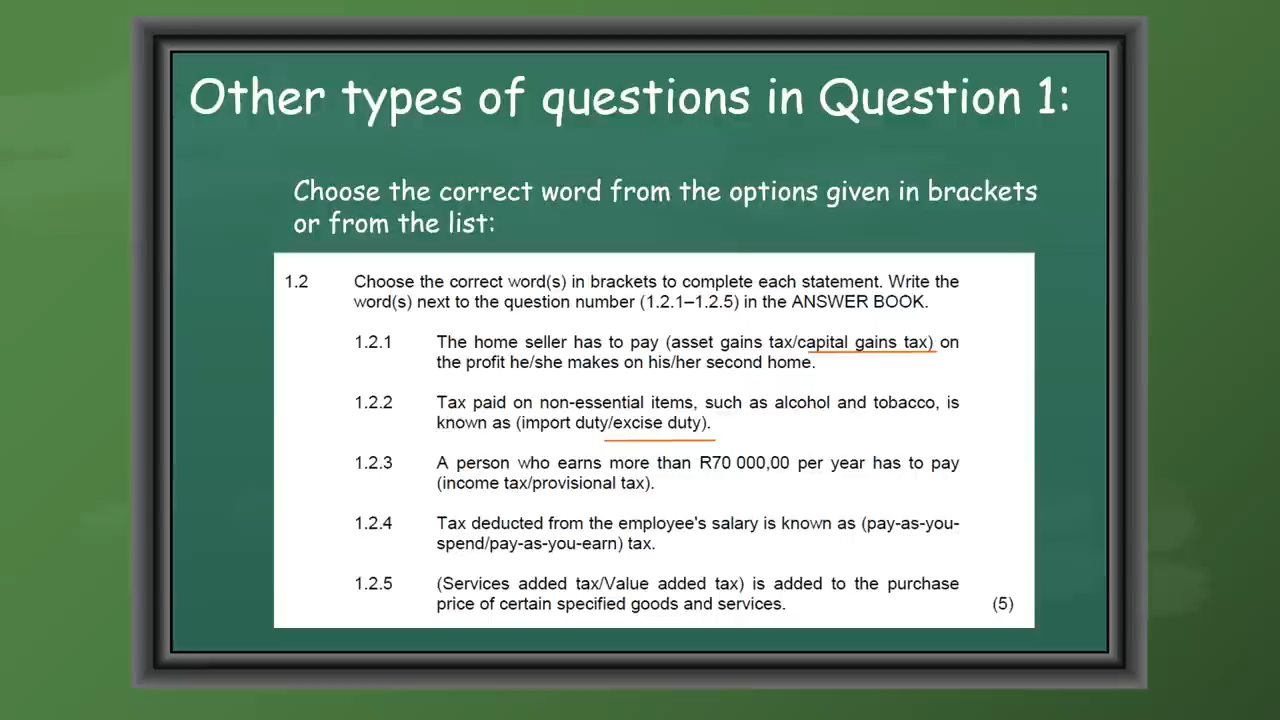 Other types of questions in Question 1:
Choose the correct word from the options given in brackets
or from the list:
1.2 Choose the correct word(s) in brackets to complete each statement. Write the
word(s) next to the question number (1.2.1–1.2.5) in the ANSWER BOOK.
1.2.1 The home seller has to pay (asset gains tax/capital gains tax) on
the profit he/she makes on his/her second home.
1.2.2 Tax paid on non-essential items, such as alcohol and tobacco, is
known as (import duty/excise duty).
1.2.3 A person who earns more than R70 000,00 per year has to pay
(income tax/provisional tax).
1.2.4 Tax deducted from the employee's salary is known as (pay-as-you-
spend/pay-as-you-earn) tax.
1.2.5 (Services added tax/Value added tax) is added to the purchase
price of certain specified goods and services. (5)